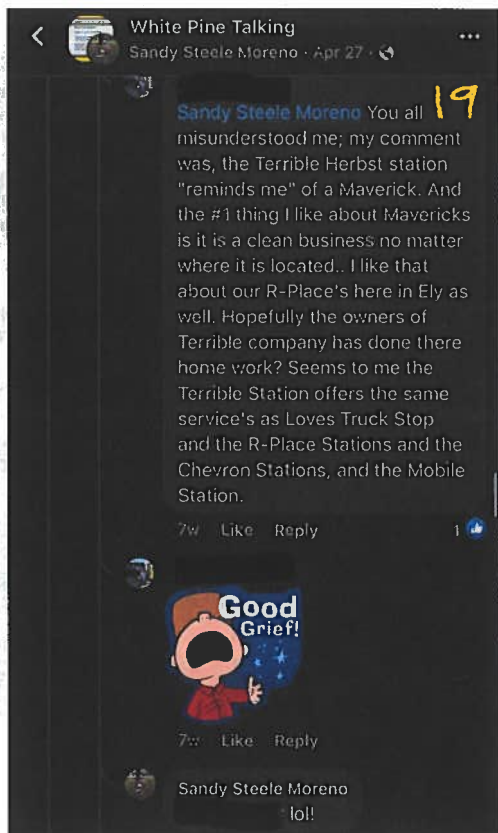 White Pine Talking
Sandy Steele Moreno · Apr 27 ·
19
Sandy Steele Moreno You all
misunderstood me; my comment
was, the Terrible Herbst station
"reminds me" of a Maverick. And
the #1 thing I like about Mavericks
is it is a clean business no matter
where it is located.. I like that
about our R-Place's here in Ely as
well. Hopefully the owners of
Terrible company has done there
home work? Seems to me the
Terrible Station offers the same
service's as Loves Truck Stop
and the R-Place Stations and the
Chevron Stations, and the Mobile
Station.
7w Like Reply 1
Good
Grief!
7w Like Reply
Sandy Steele Moreno
lol!